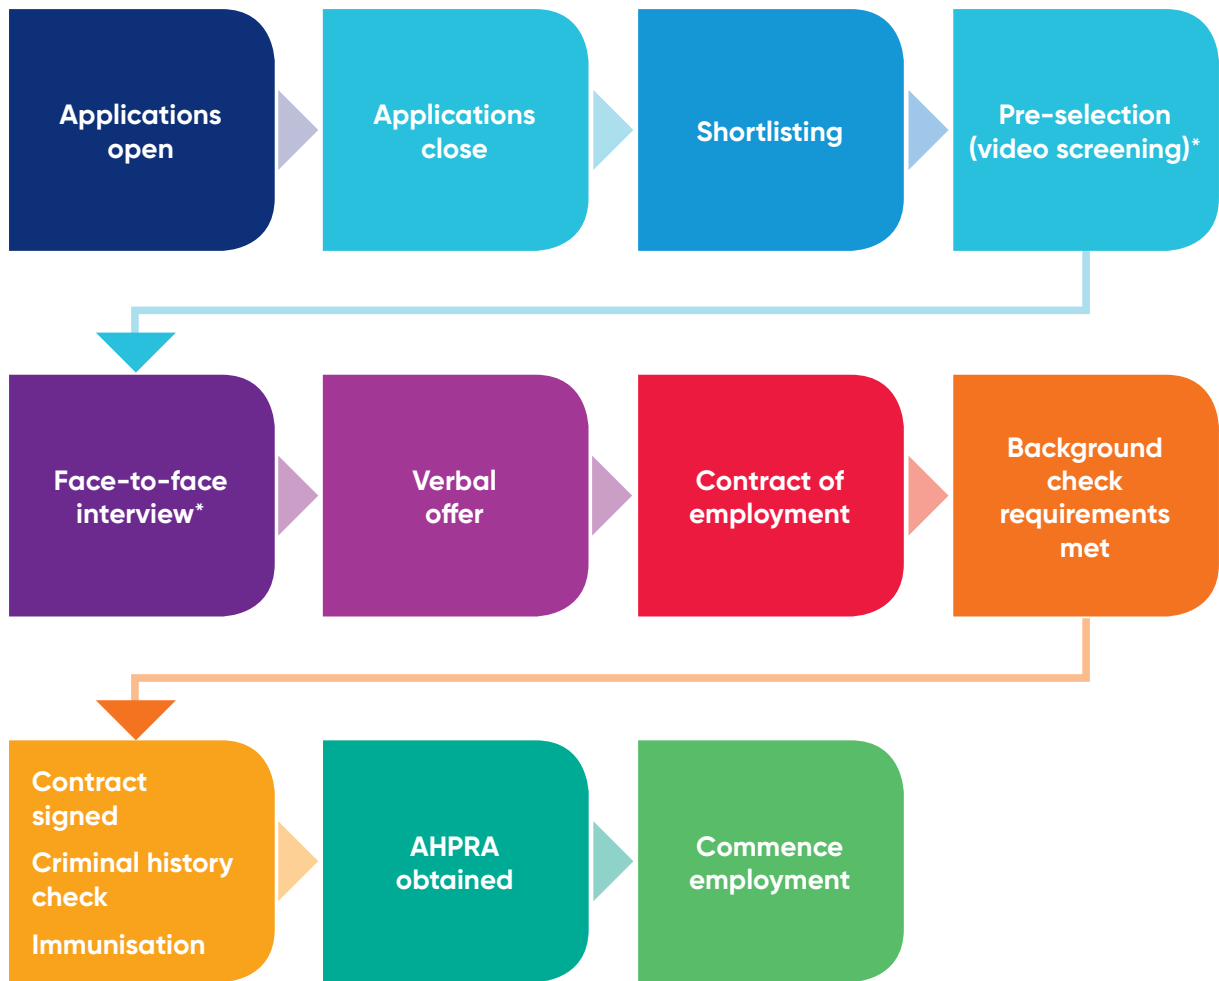 Applications
open
Applications
close
Shortlisting
Pre-selection
(video screening)*
Face-to-face
interview*
Verbal
offer
Contract of
employment
Background
check
requirements
met
Contract
signed
Criminal history
check
Immunisation
AHPRA
obtained
Commence
employment